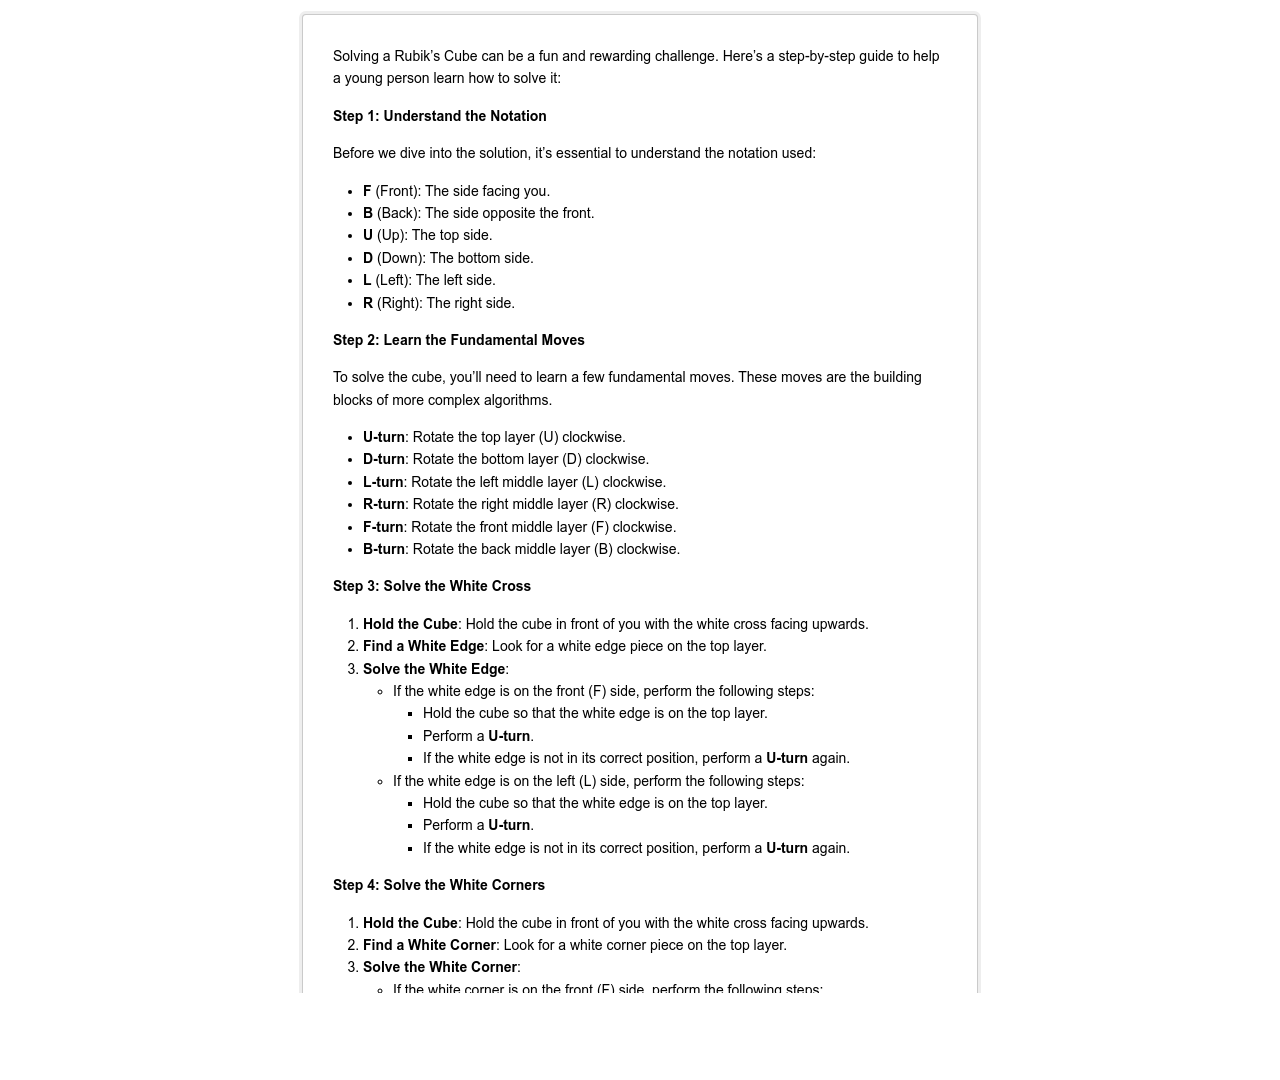 Solving a Rubik’s Cube can be a fun and rewarding challenge. Here’s a step-by-step guide to help
a young person learn how to solve it:
Step 1: Understand the Notation
Before we dive into the solution, it’s essential to understand the notation used:
• F (Front): The side facing you.
• B (Back): The side opposite the front.
• U (Up): The top side.
• D (Down): The bottom side.
• L (Left): The left side.
• R (Right): The right side.
Step 2: Learn the Fundamental Moves
To solve the cube, you’ll need to learn a few fundamental moves. These moves are the building
blocks of more complex algorithms.
• U-turn: Rotate the top layer (U) clockwise.
• D-turn: Rotate the bottom layer (D) clockwise.
• L-turn: Rotate the left middle layer (L) clockwise.
• R-turn: Rotate the right middle layer (R) clockwise.
• F-turn: Rotate the front middle layer (F) clockwise.
• B-turn: Rotate the back middle layer (B) clockwise.
Step 3: Solve the White Cross
1. Hold the Cube: Hold the cube in front of you with the white cross facing upwards.
2. Find a White Edge: Look for a white edge piece on the top layer.
3. Solve the White Edge:
◦ If the white edge is on the front (F) side, perform the following steps:
▪ Hold the cube so that the white edge is on the top layer.
▪ Perform a U-turn.
▪ If the white edge is not in its correct position, perform a U-turn again.
◦ If the white edge is on the left (L) side, perform the following steps:
▪ Hold the cube so that the white edge is on the top layer.
▪ Perform a U-turn.
▪ If the white edge is not in its correct position, perform a U-turn again.
Step 4: Solve the White Corners
1. Hold the Cube: Hold the cube in front of you with the white cross facing upwards.
2. Find a White Corner: Look for a white corner piece on the top layer.
3. Solve the White Corner:
◦ If the white corner is on the front (F) side, perform the following steps: